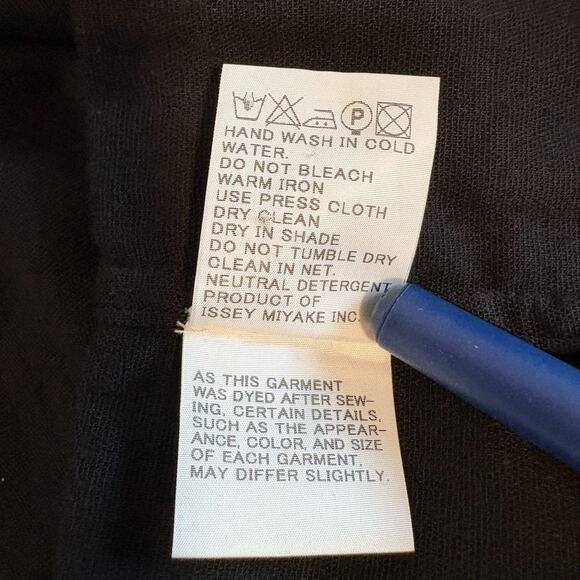 P
HAND WASH IN COLD
WATER.
DO NOT BLEACH
WARM IRON
USE PRESS CLOTH
DRY CLEAN
DRY IN SHADE
DO NOT TUMBLE DRY
CLEAN IN NET.
NEUTRAL DETERGENT
PRODUCT OF
ISSEY MIYAKE INC.
AS THIS GARMENT
WAS DYED AFTER SEW-
ING, CERTAIN DETAILS,
SUCH AS THE APPEAR-
ANCE, COLOR, AND SIZE
OF EACH GARMENT.
MAY DIFFER SLIGHTLY.